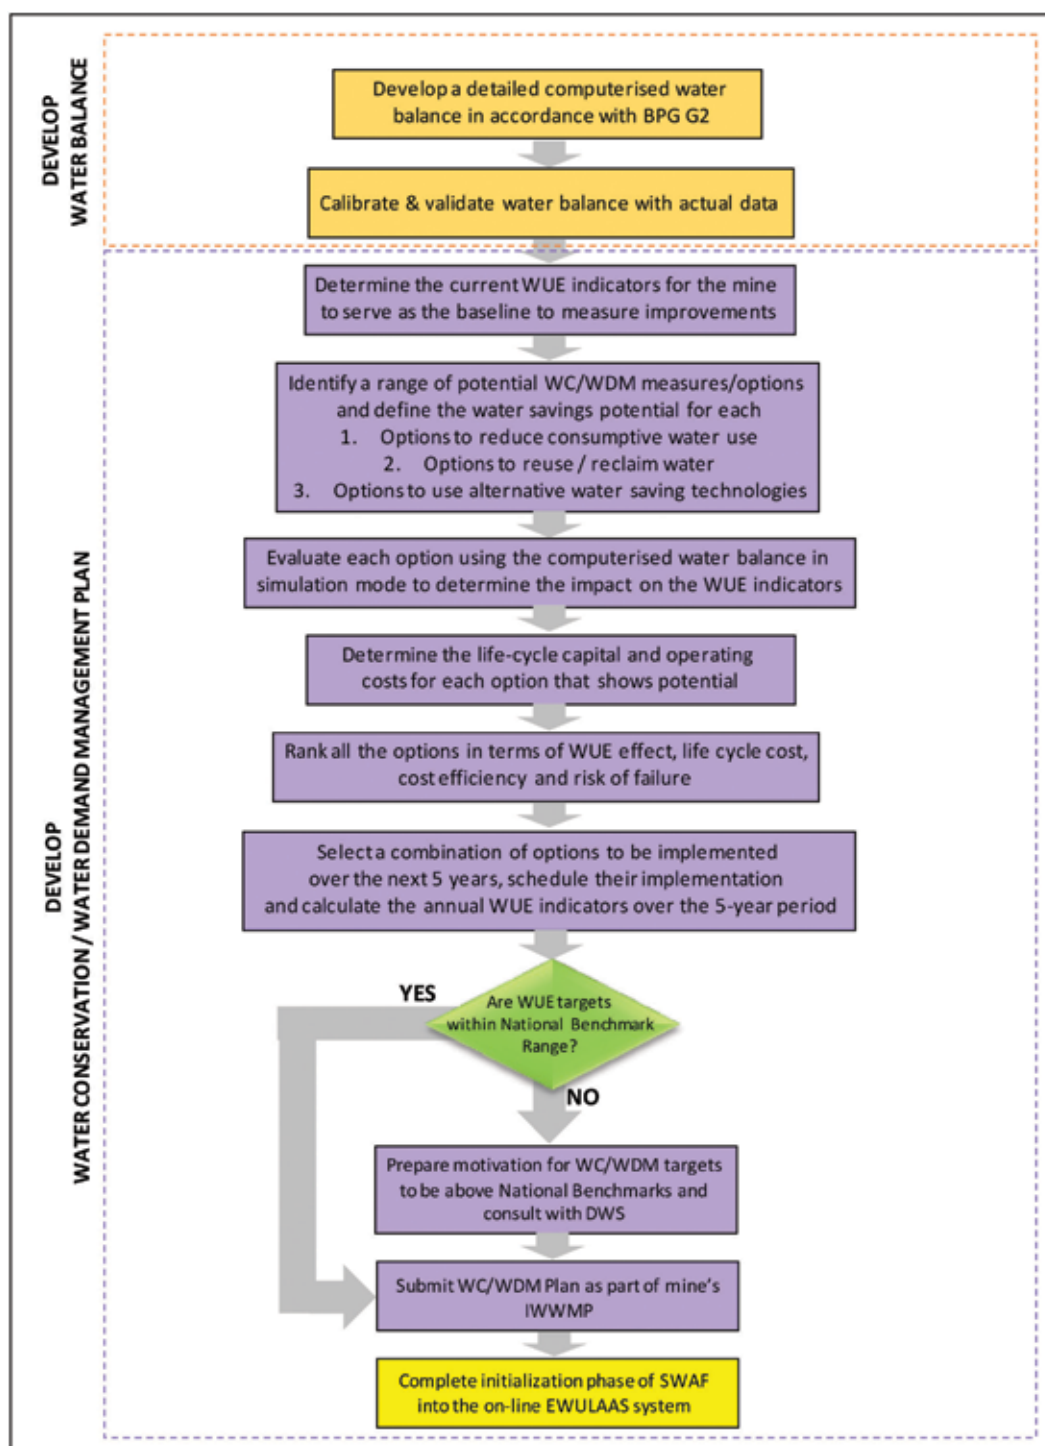 DEVELOP
WATER BALANCE
Develop a detailed computerised water
balance in accordance with BPG G2
Calibrate & validate water balance with actual data
DEVELOP
WATER CONSERVATION / WATER DEMAND MANAGEMENT PLAN
Determine the current WUE indicators for the mine
to serve as the baseline to measure improvements
Identify a range of potential WC/WDM measures/options
and define the water savings potential for each
1. Options to reduce consumptive water use
2. Options to reuse / reclaim water
3. Options to use alternative water saving technologies
Evaluate each option using the computerised water balance in
simulation mode to determine the impact on the WUE indicators
Determine the life-cycle capital and operating
costs for each option that shows potential
Rank all the options in terms of WUE effect, life cycle cost,
cost efficiency and risk of failure
Select a combination of options to be implemented
over the next 5 years, schedule their implementation
and calculate the annual WUE indicators over the 5-year period
YES
Are WUE targets
within National Benchmark
Range?
NO
Prepare motivation for WC/WDM targets
to be above National Benchmarks and
consult with DWS
Submit WC/WDM Plan as part of mine's
IWWMP
Complete initialization phase of SWAF
into the on-line EWULAAS system